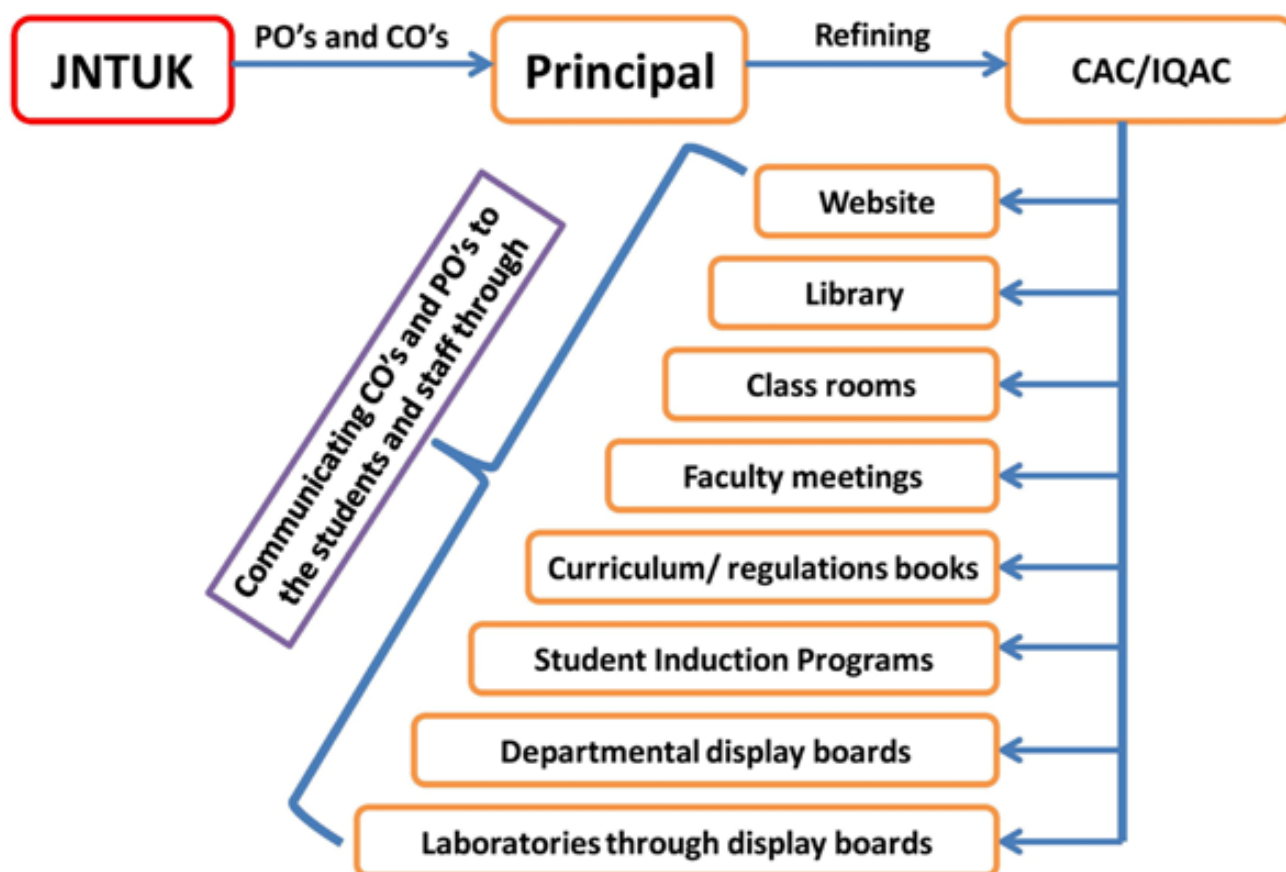 JNTUK
PO's and CO's
Principal
Refining
CAC/IQAC
Communicating CO's and PO's to
the students and staff through
Website
Library
Class rooms
Faculty meetings
Curriculum/ regulations books
Student Induction Programs
Departmental display boards
Laboratories through display boards